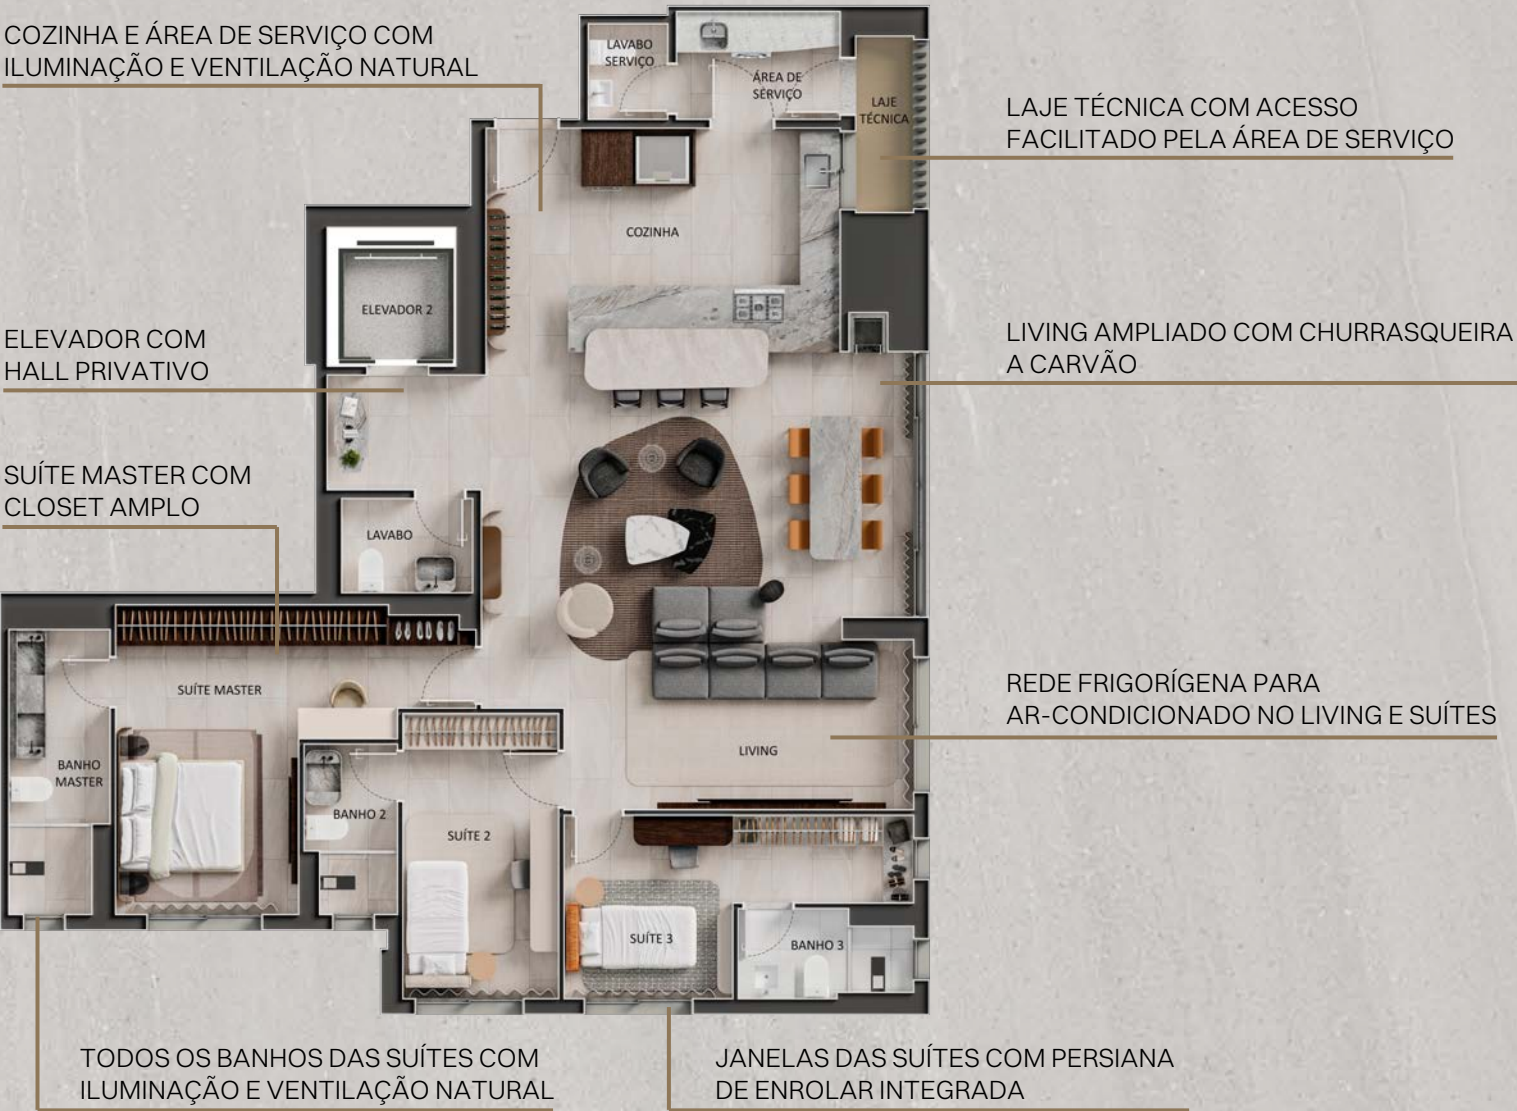 COZINHA E ÁREA DE SERVIÇO COM
ILUMINAÇÃO E VENTILAÇÃO NATURAL
LAVABO
SERVIÇO
ÁREA DE
SERVIÇO
LAJE
TÉCNICA
LAJE TÉCNICA COM ACESSO
FACILITADO PELA ÁREA DE SERVIÇO
COZINHA
ELEVADOR 2
ELEVADOR COM
HALL PRIVATIVO
LIVING AMPLIADO COM CHURRASQUEIRA
A CARVÃO
SUÍTE MASTER COM
CLOSET AMPLO
LAVABO
SUÍTE MASTER
REDE FRIGORÍGENA PARA
AR-CONDICIONADO NO LIVING E SUÍTES
LIVING
BANHO
MASTER
BANHO 2
SUÍTE 2
SUÍTE 3
BANHO 3
TODOS OS BANHOS DAS SUÍTES COM
ILUMINAÇÃO E VENTILAÇÃO NATURAL
JANELAS DAS SUÍTES COM PERSIANA
DE ENROLAR INTEGRADA